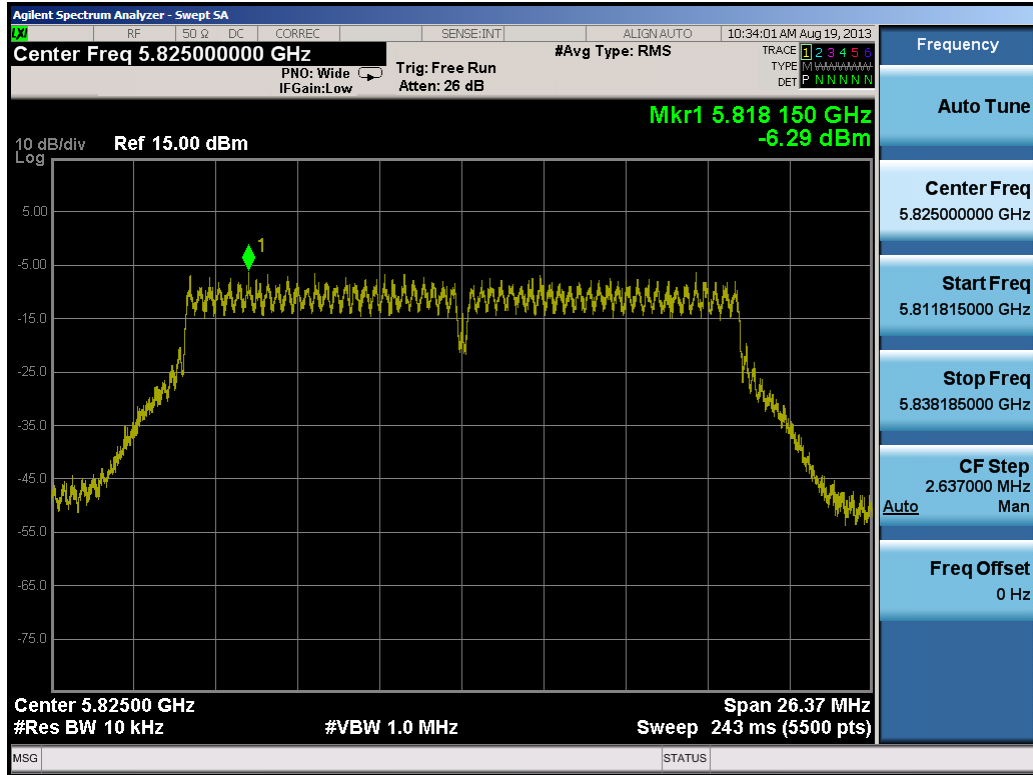 Agilent Spectrum Analyzer - Swept SA
LXI RF 50 Ω DC CORREC SENSE:INT ALIGN AUTO 10:34:01 AM Aug 19, 2013
Center Freq 5.825000000 GHz #Avg Type: RMS TRACE 1 2 3 4 5 6
PNO: Wide Trig: Free Run TYPE M WWWWW
IFGain:Low Atten: 26 dB DET P N N N N N
Mkr1 5.818 150 GHz
10 dB/div Ref 15.00 dBm -6.29 dBm
Log
1
5.00
-5.00
-15.0
-25.0
-35.0
-45.0
-55.0
-65.0
-75.0
Center 5.82500 GHz Span 26.37 MHz
#Res BW 10 kHz #VBW 1.0 MHz Sweep 243 ms (5500 pts)
MSG STATUS
Frequency
Auto Tune
Center Freq
5.825000000 GHz
Start Freq
5.811815000 GHz
Stop Freq
5.838185000 GHz
CF Step
2.637000 MHz
Auto Man
Freq Offset
0 Hz